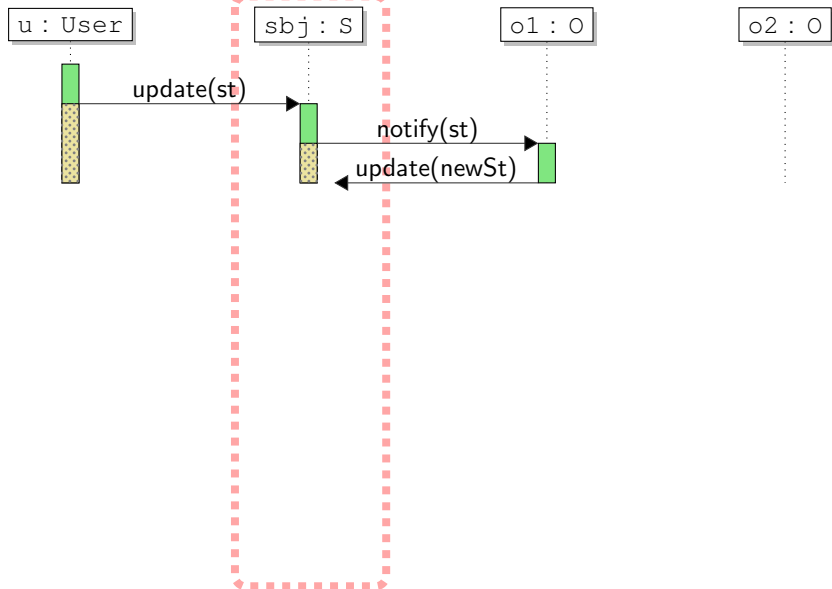 u : User
sbj : S
o1 : O
o2 : O
update(st)
notify(st)
update(newSt)